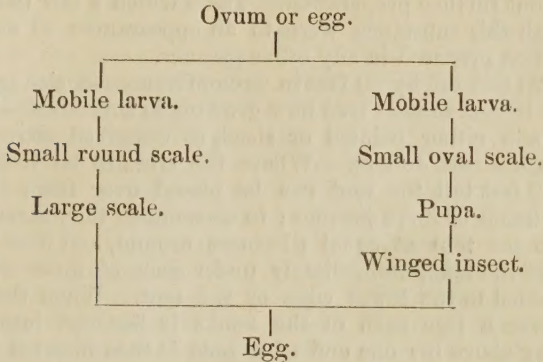 Ovum or egg.
Mobile larva. Mobile larva.
Small round scale. Small oval scale.
Large scale. Pupa.
Winged insect.
Egg.